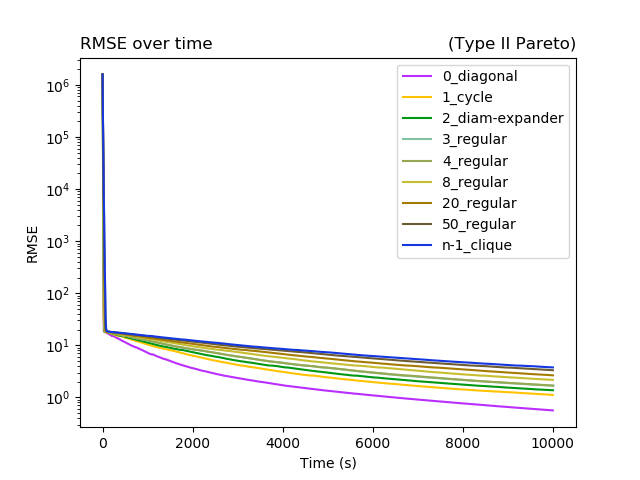 RMSE over time (Type II Pareto)
0_diagonal
1_cycle
2_diam-expander
3_regular
4_regular
8_regular
20_regular
50_regular
n-1_clique
RMSE
10^6
10^5
10^4
10^3
10^2
10^1
10^0
0 2000 4000 6000 8000 10000
Time (s)